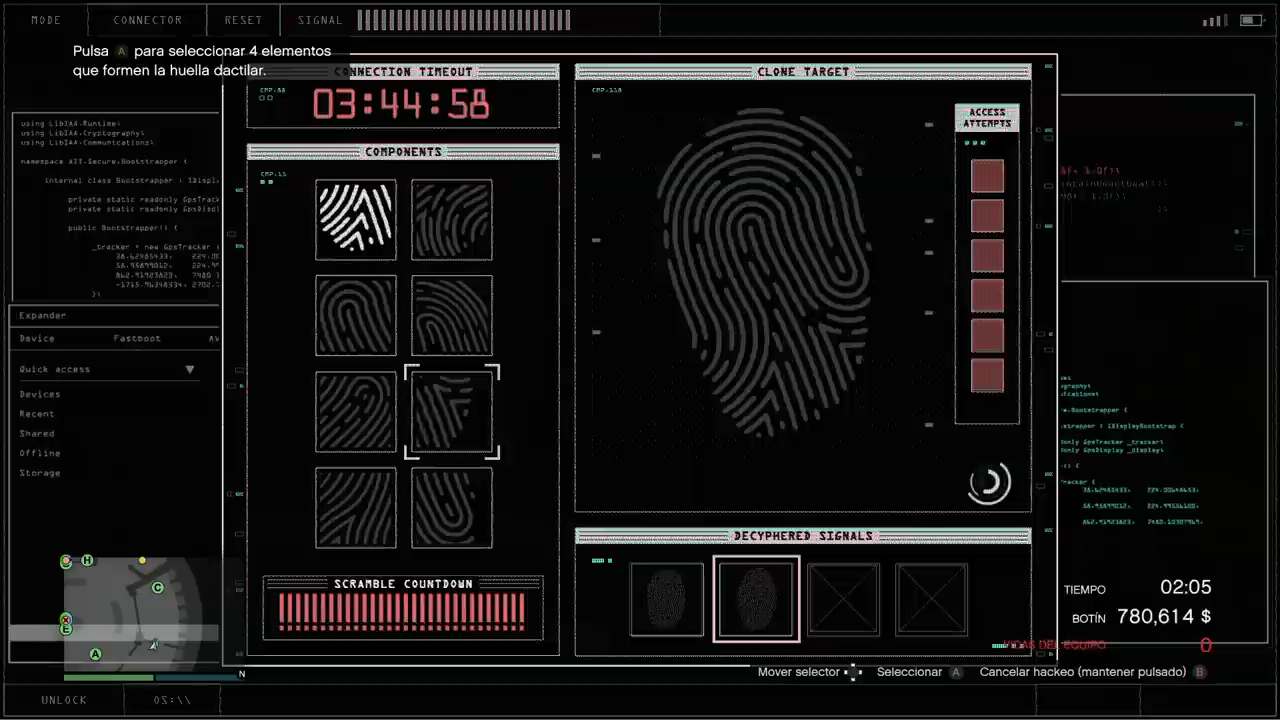 MODE
CONNECTOR
RESET
SIGNAL
Pulsa A para seleccionar 4 elementos
que formen la huella dactilar.
CONNECTION TIMEOUT
03:44:58
COMPONENTS
CLONE TARGET
ACCESS
ATTEMPTS
using LibIAA.Runtime;
using LibIAA.Cryptography;
using LibIAA.Communications;
internal class Bootstrapper : IDispl
private static readonly GpsTrack
private static readonly GpsDispl
public Bootstrapper() {
_tracker = new GpsTracker
Expander
Device
Fastboot
Quick access
Devices
Recent
Shared
Offline
Storage
SCRAMBLE COUNTDOWN
DECYPHERED SIGNALS
H
C
E
A
N
TIEMPO 02:05
BOTÍN 780,614 $
VIDAS DEL EQUIPO 0
Mover selector
Seleccionar A
Cancelar hackeo (mantener pulsado) B
UNLOCK
OS:\\